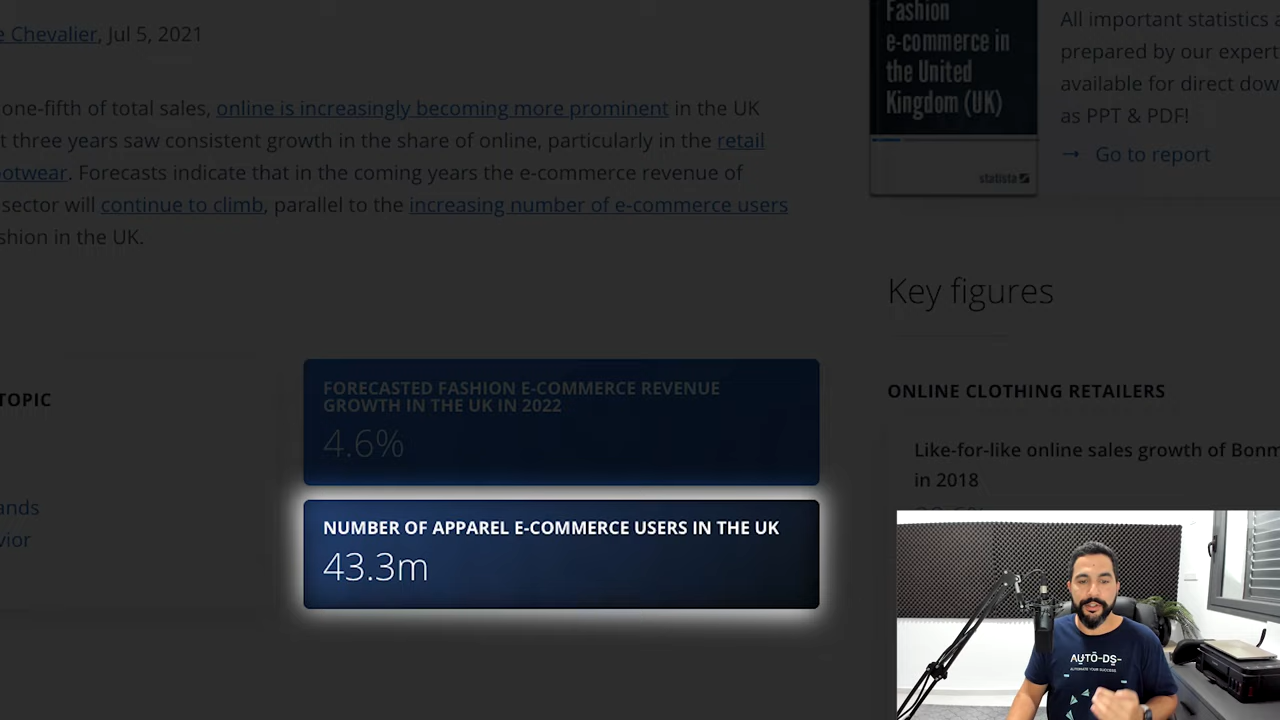 e Chevalier, Jul 5, 2021
one-fifth of total sales, online is increasingly becoming more prominent in the UK
t three years saw consistent growth in the share of online, particularly in the retail
ootwear. Forecasts indicate that in the coming years the e-commerce revenue of
sector will continue to climb, parallel to the increasing number of e-commerce users
shion in the UK.
Fashion
e-commerce in
the United
Kingdom (UK)
statista
All important statistics a
prepared by our expert
available for direct dow
as PPT & PDF!
→ Go to report
Key figures
TOPIC
ands
vior
FORECASTED FASHION E-COMMERCE REVENUE
GROWTH IN THE UK IN 2022
4.6%
NUMBER OF APPAREL E-COMMERCE USERS IN THE UK
43.3m
ONLINE CLOTHING RETAILERS
Like-for-like online sales growth of Bonm
in 2018
AUTO-DS-
AUTOMATE YOUR SUCCESS